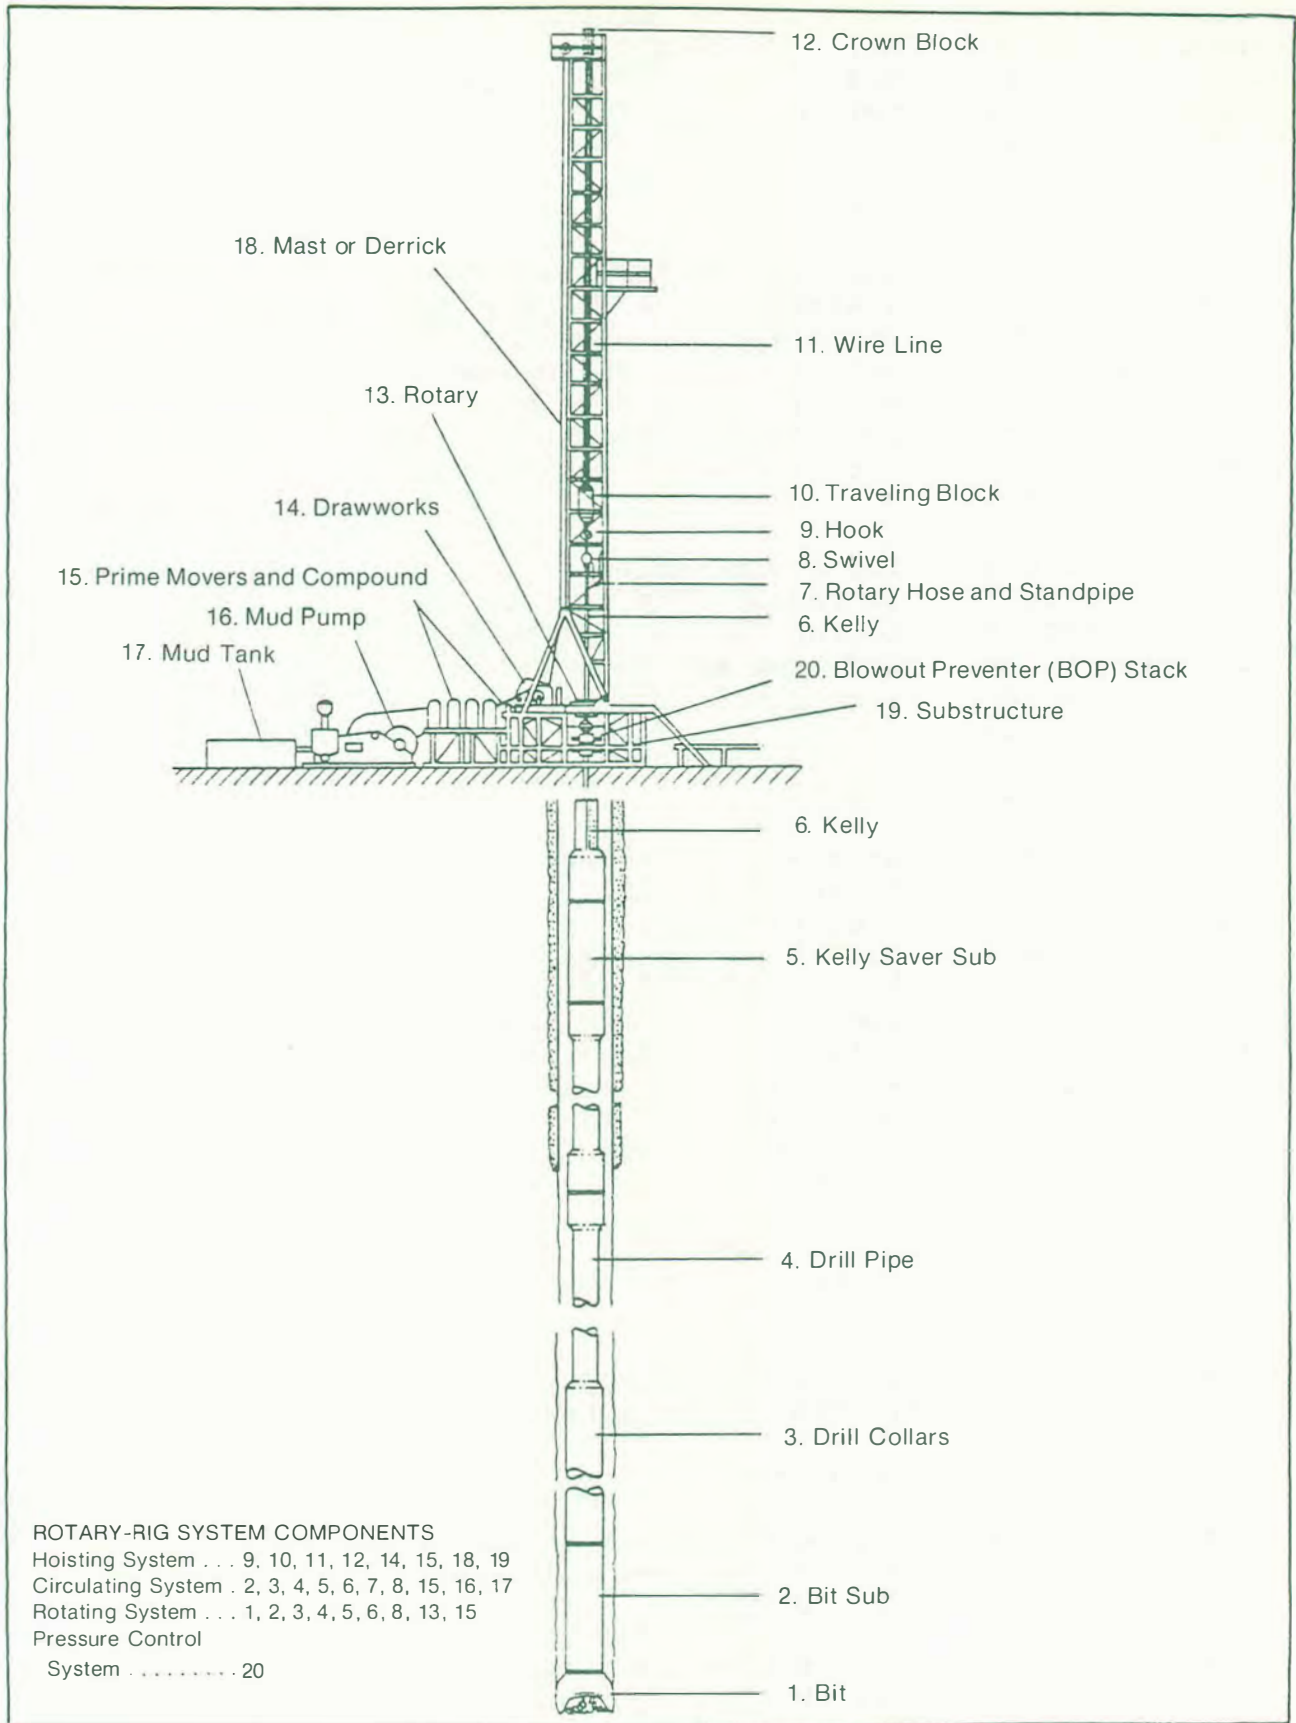 12. Crown Block
18. Mast or Derrick
11. Wire Line
13. Rotary
10. Traveling Block
14. Drawworks
9. Hook
8. Swivel
15. Prime Movers and Compound
7. Rotary Hose and Standpipe
16. Mud Pump
6. Kelly
17. Mud Tank
20. Blowout Preventer (BOP) Stack
19. Substructure
6. Kelly
5. Kelly Saver Sub
4. Drill Pipe
3. Drill Collars
ROTARY-RIG SYSTEM COMPONENTS
Hoisting System . . . 9, 10, 11, 12, 14, 15, 18, 19
Circulating System . 2, 3, 4, 5, 6, 7, 8, 15, 16, 17
Rotating System . . . 1, 2, 3, 4, 5, 6, 8, 13, 15
Pressure Control
System . . . . . . . . . 20
2. Bit Sub
1. Bit